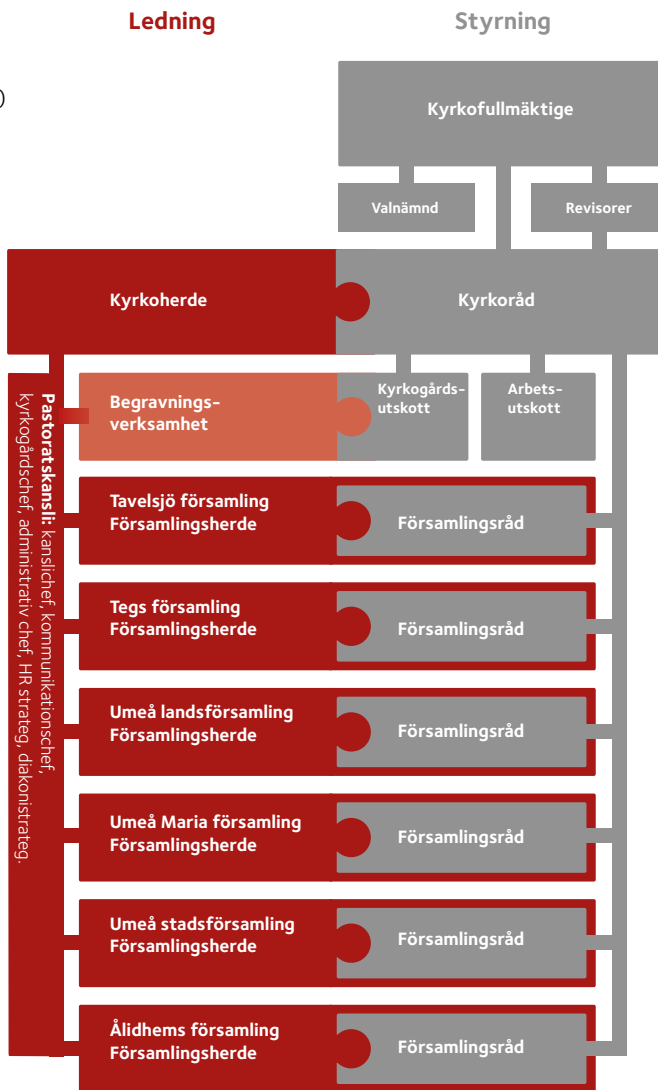 Ledning
Styrning
)
Kyrkofullmäktige
Valnämnd
Revisorer
Kyrkoherde
Kyrkoråd
Pastoratskansli: kanslichef, kommunikationschef,
kyrkogårdschef, administrativ chef, HR strateg, diakonistrateg.
Begravnings-
verksamhet
Kyrkogårds-
utskott
Arbets-
utskott
Tavelsjö församling
Församlingsherde
Församlingsråd
Tegs församling
Församlingsherde
Församlingsråd
Umeå landsförsamling
Församlingsherde
Församlingsråd
Umeå Maria församling
Församlingsherde
Församlingsråd
Umeå stadsförsamling
Församlingsherde
Församlingsråd
Ålidhems församling
Församlingsherde
Församlingsråd